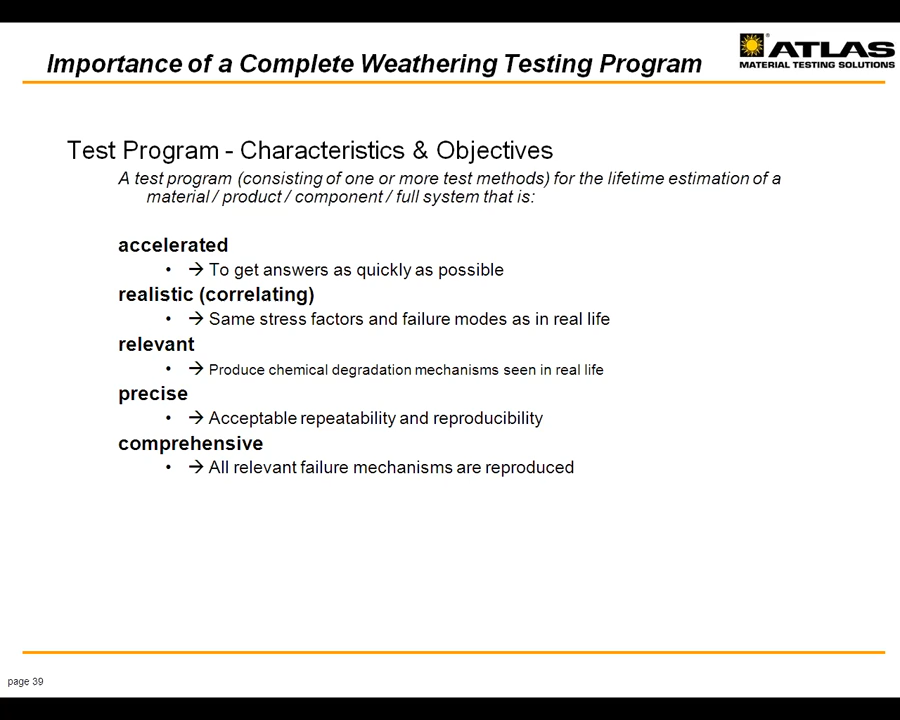 Importance of a Complete Weathering Testing Program
ATLAS®
MATERIAL TESTING SOLUTIONS
Test Program - Characteristics & Objectives
A test program (consisting of one or more test methods) for the lifetime estimation of a
material / product / component / full system that is:
accelerated
• → To get answers as quickly as possible
realistic (correlating)
• → Same stress factors and failure modes as in real life
relevant
• → Produce chemical degradation mechanisms seen in real life
precise
• → Acceptable repeatability and reproducibility
comprehensive
• → All relevant failure mechanisms are reproduced
page 39